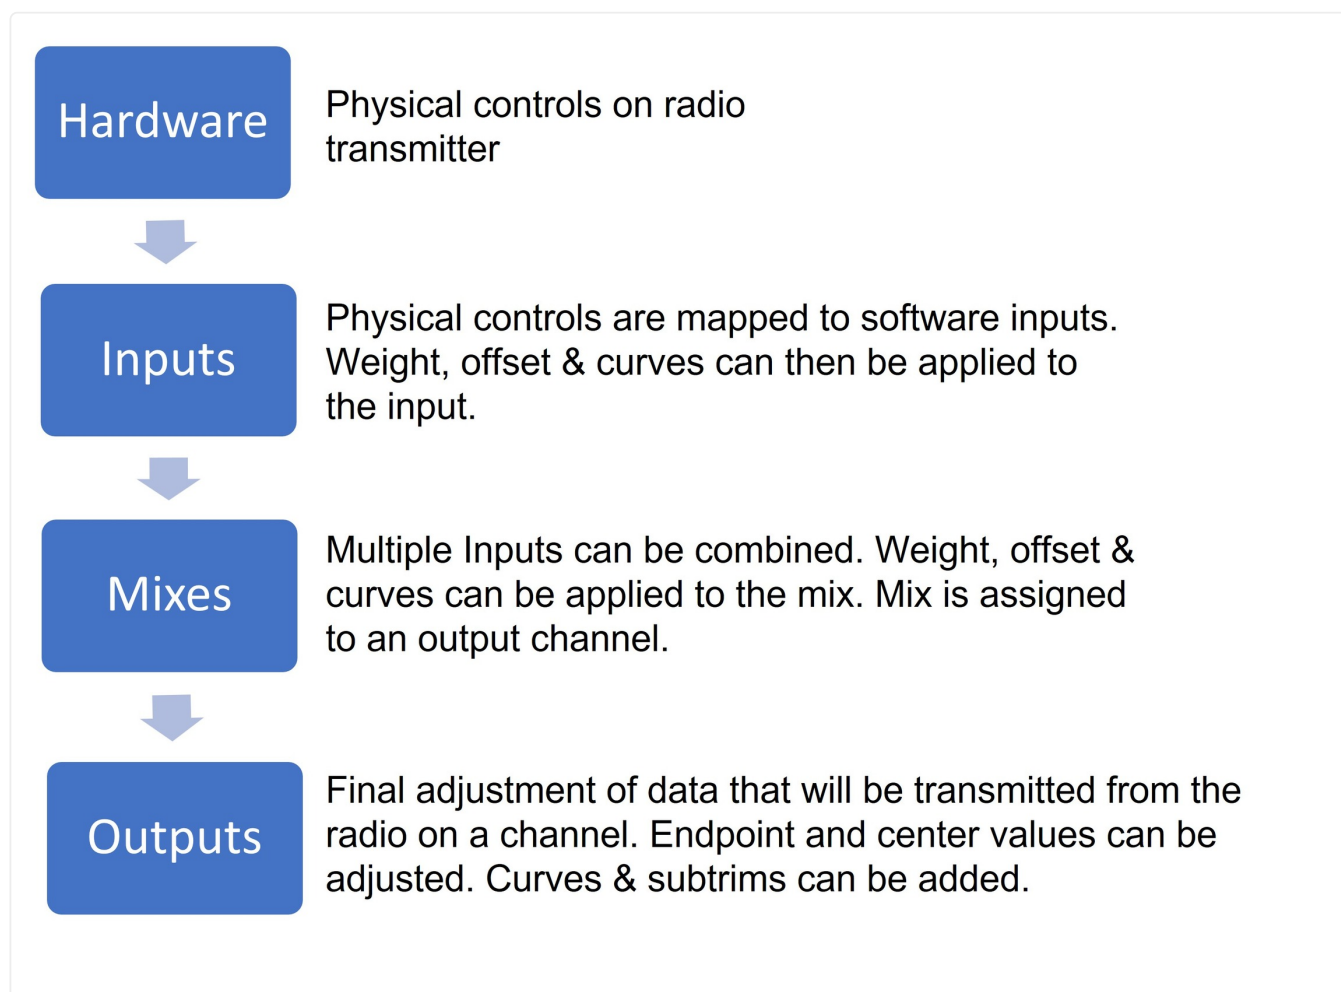 Hardware
Physical controls on radio
transmitter
Inputs
Physical controls are mapped to software inputs.
Weight, offset & curves can then be applied to
the input.
Mixes
Multiple Inputs can be combined. Weight, offset &
curves can be applied to the mix. Mix is assigned
to an output channel.
Outputs
Final adjustment of data that will be transmitted from the
radio on a channel. Endpoint and center values can be
adjusted. Curves & subtrims can be added.